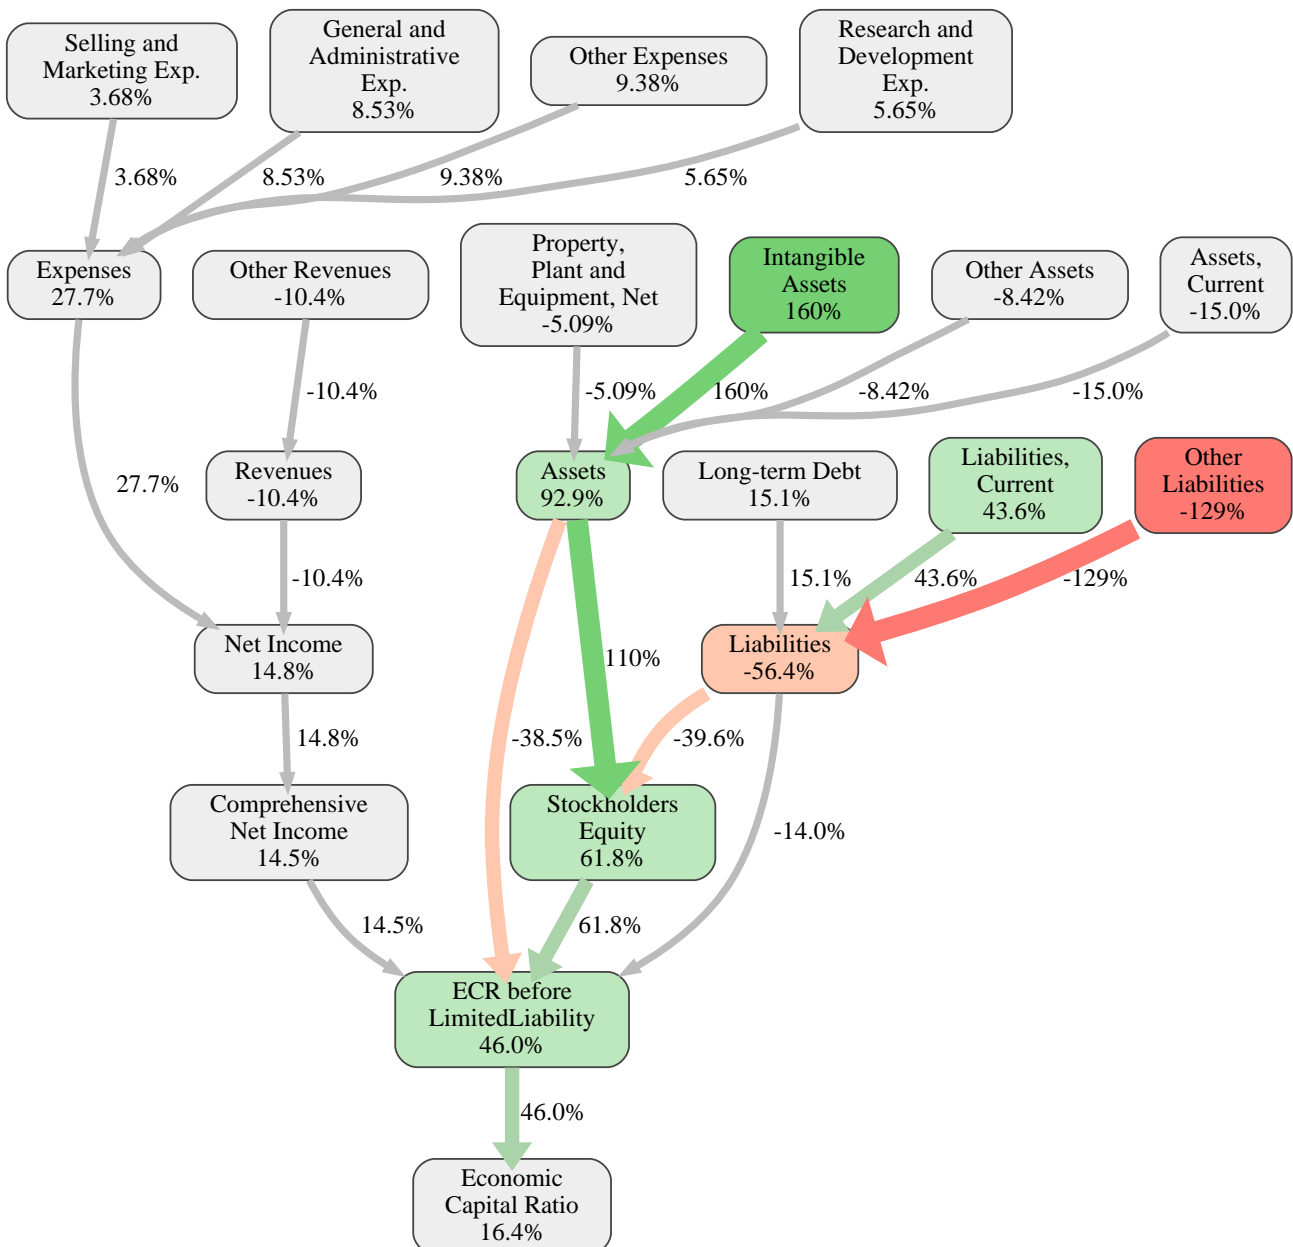 Selling and
Marketing Exp.
3.68%
General and
Administrative
Exp.
8.53%
Other Expenses
9.38%
Research and
Development
Exp.
5.65%
3.68%
8.53%
9.38%
5.65%
Expenses
27.7%
Other Revenues
-10.4%
Property,
Plant and
Equipment, Net
-5.09%
Intangible
Assets
160%
Other Assets
-8.42%
Assets,
Current
-15.0%
-10.4%
-5.09%
160%
-8.42%
-15.0%
27.7%
Revenues
-10.4%
Assets
92.9%
Long-term Debt
15.1%
Liabilities,
Current
43.6%
Other
Liabilities
-129%
-10.4%
15.1%
43.6%
-129%
Net Income
14.8%
110%
Liabilities
-56.4%
14.8%
-38.5%
-39.6%
Comprehensive
Net Income
14.5%
Stockholders
Equity
61.8%
-14.0%
14.5%
61.8%
ECR before
LimitedLiability
46.0%
46.0%
Economic
Capital Ratio
16.4%